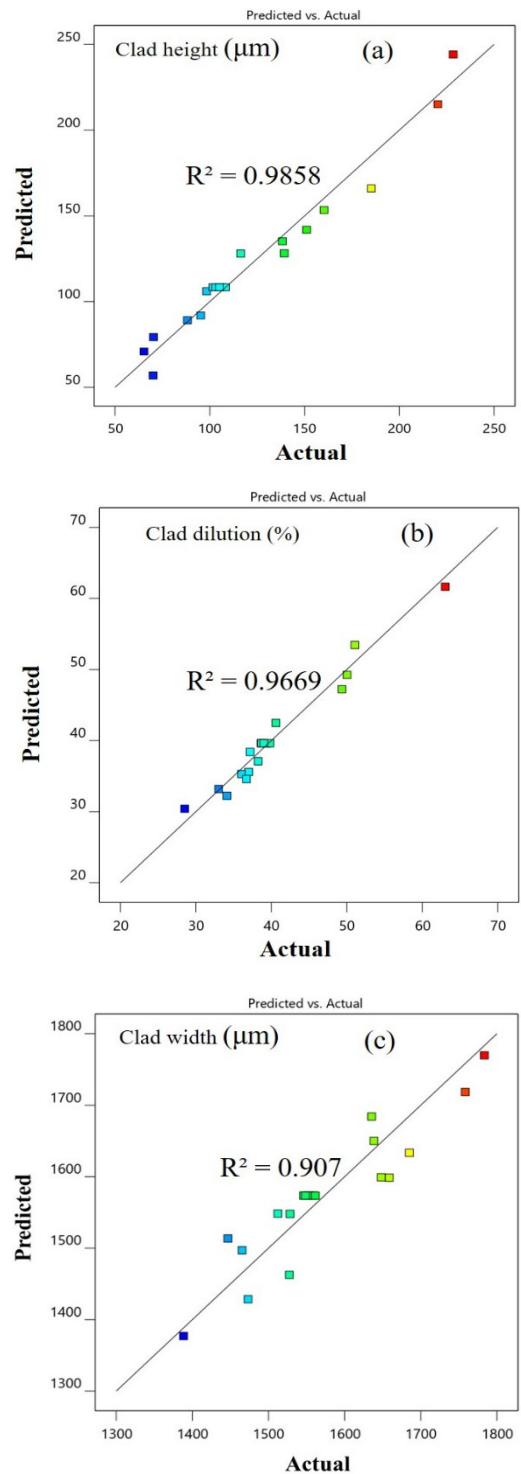 Predicted vs. Actual
Clad height (μm) (a)
250
200
R² = 0.9858
150
100
50
Predicted
50 100 150 200 250
Actual
Predicted vs. Actual
Clad dilution (%) (b)
70
60
50
R² = 0.9669
40
30
20
Predicted
20 30 40 50 60 70
Actual
Predicted vs. Actual
Clad width (μm) (c)
1800
1700
R² = 0.907
1600
1500
1400
1300
Predicted
1300 1400 1500 1600 1700 1800
Actual